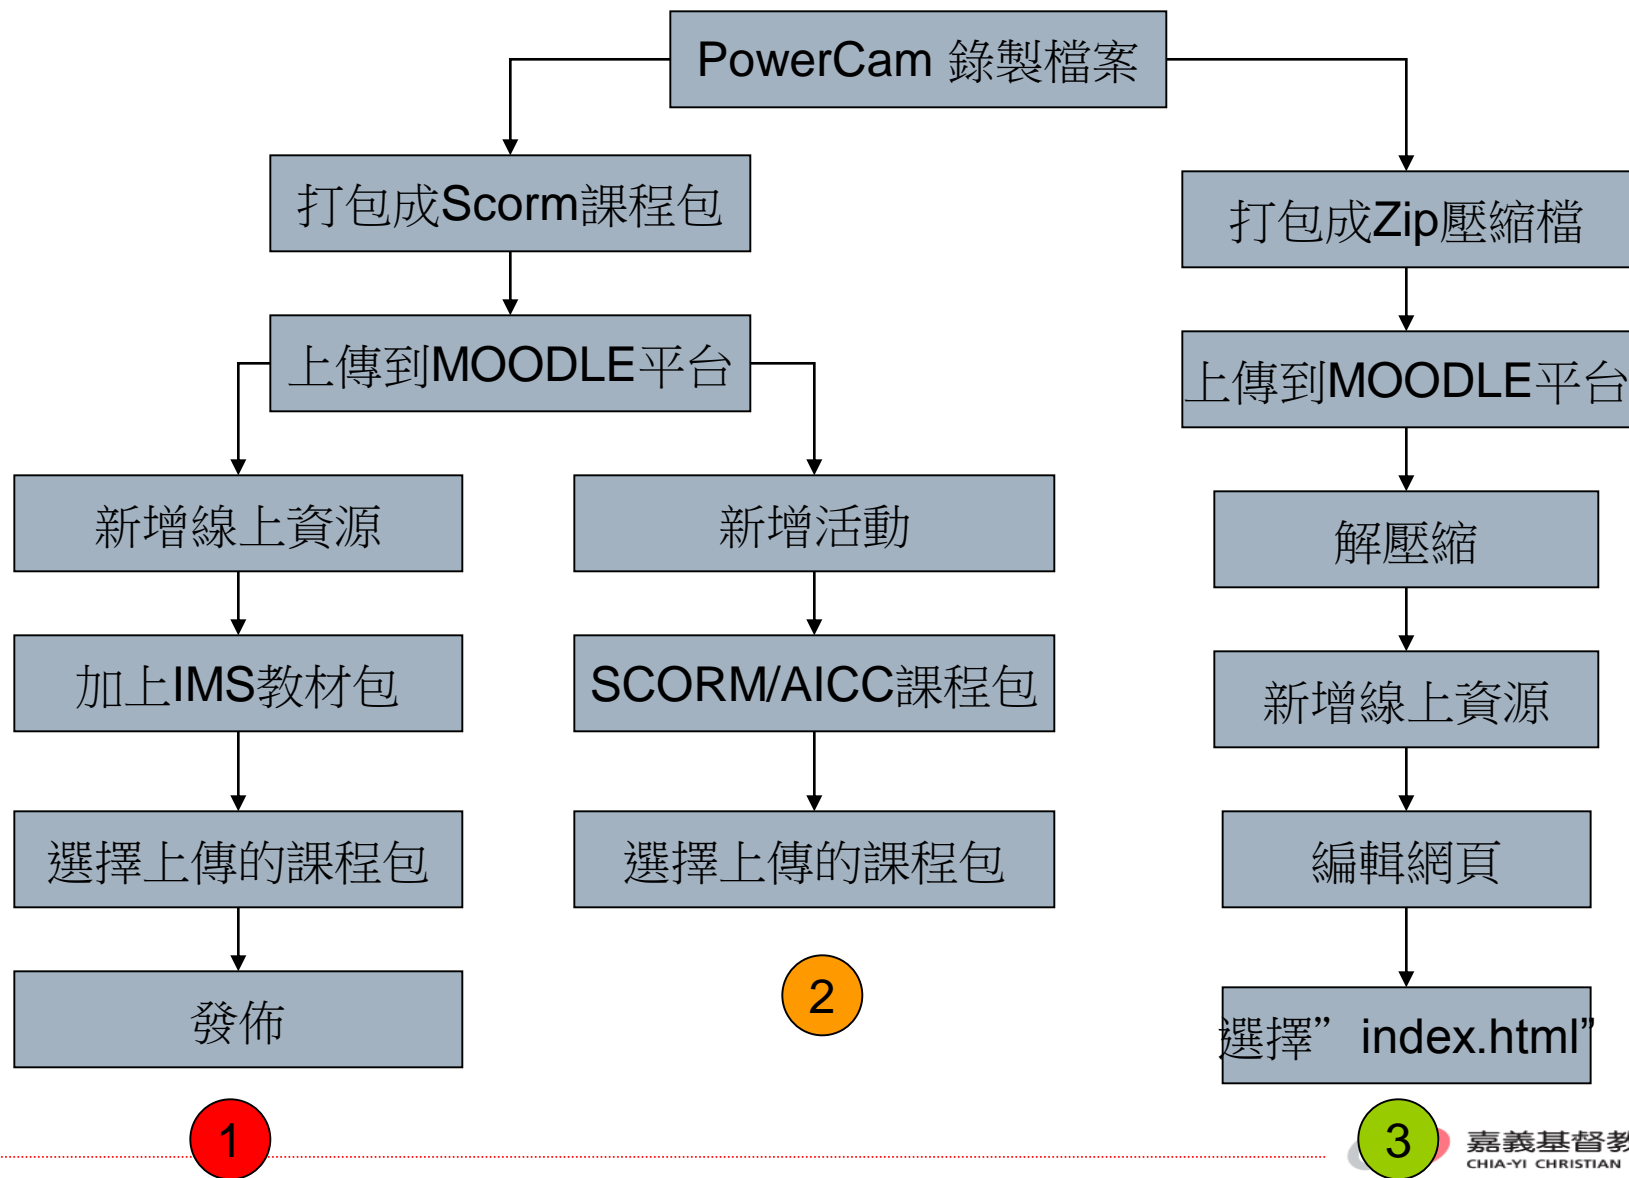 PowerCam 錄製檔案
打包成Scorm課程包
打包成Zip壓縮檔
上傳到MOODLE平台
上傳到MOODLE平台
新增線上資源
新增活動
解壓縮
加上IMS教材包
SCORM/AICC課程包
新增線上資源
選擇上傳的課程包
選擇上傳的課程包
編輯網頁
發佈
2
選擇”index.html”
1
3
嘉義基督教
CHIA-YI CHRISTIAN